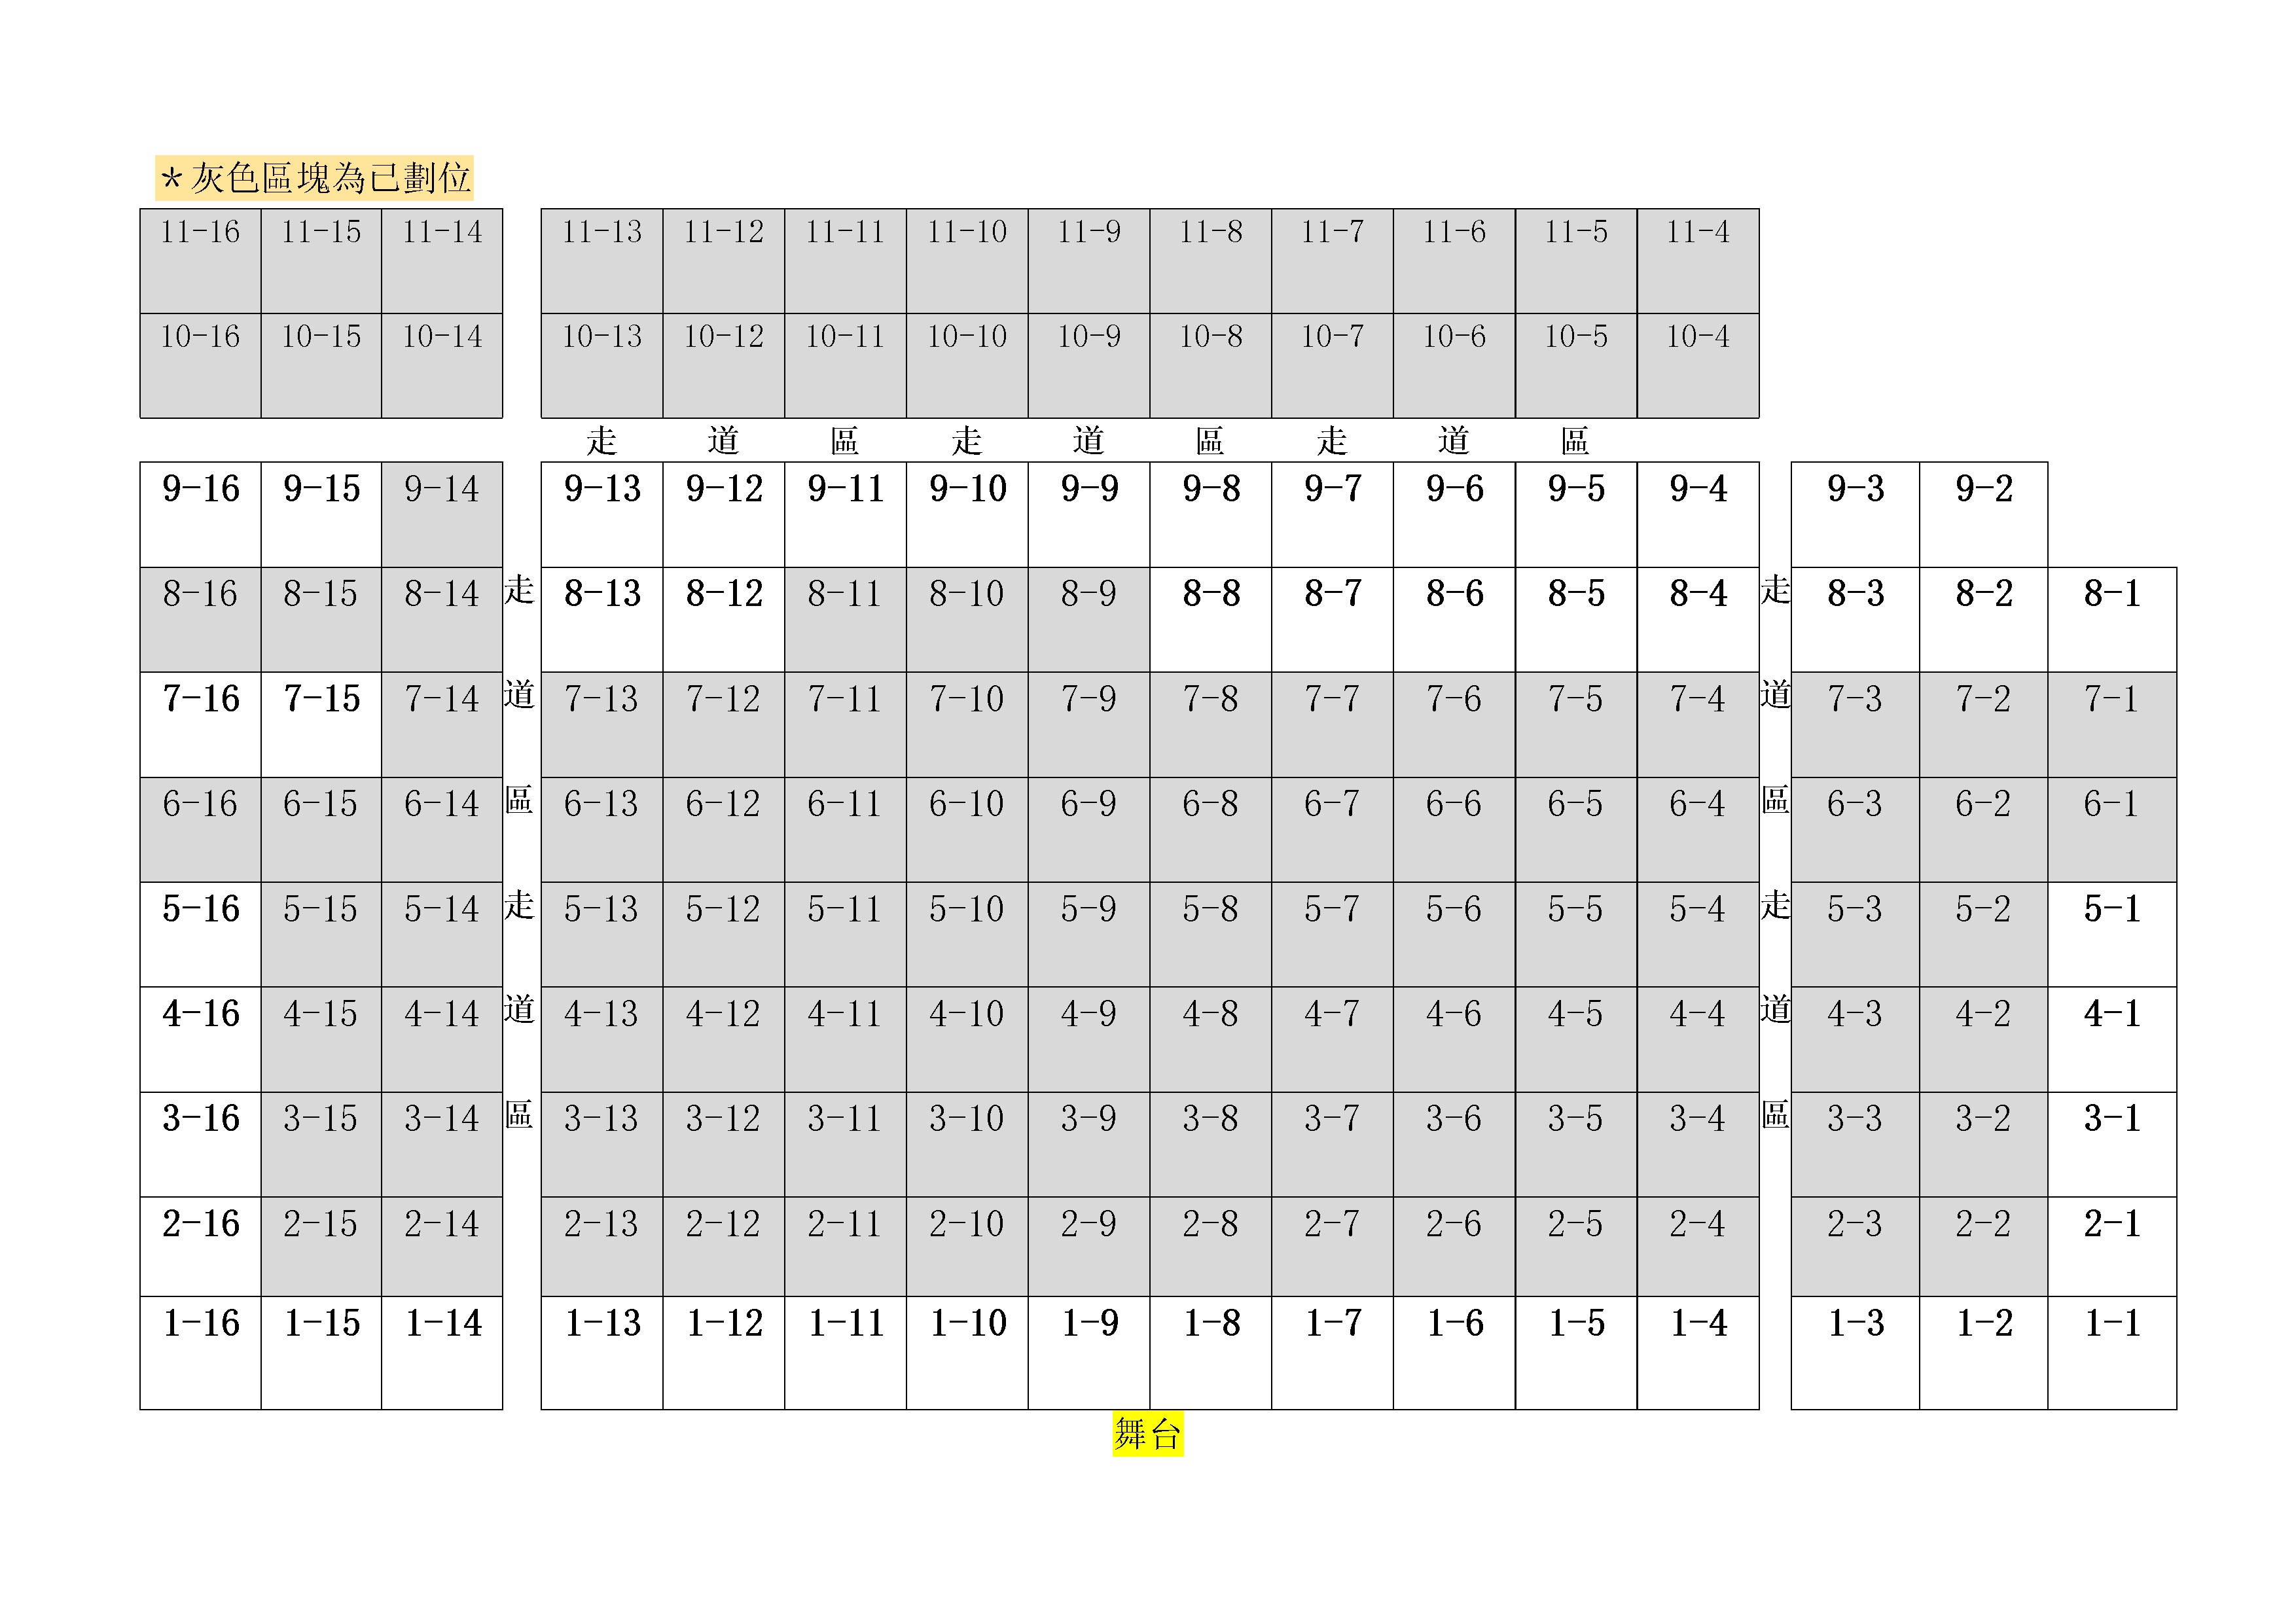 ＊灰色區塊為已劃位
11-16 11-15 11-14 11-13 11-12 11-11 11-10 11-9 11-8 11-7 11-6 11-5 11-4
10-16 10-15 10-14 10-13 10-12 10-11 10-10 10-9 10-8 10-7 10-6 10-5 10-4
走 道 區 走 道 區 走 道 區
9-16 9-15 9-14 9-13 9-12 9-11 9-10 9-9 9-8 9-7 9-6 9-5 9-4 9-3 9-2
8-16 8-15 8-14 走 8-13 8-12 8-11 8-10 8-9 8-8 8-7 8-6 8-5 8-4 走 8-3 8-2 8-1
7-16 7-15 7-14 道 7-13 7-12 7-11 7-10 7-9 7-8 7-7 7-6 7-5 7-4 道 7-3 7-2 7-1
6-16 6-15 6-14 區 6-13 6-12 6-11 6-10 6-9 6-8 6-7 6-6 6-5 6-4 區 6-3 6-2 6-1
5-16 5-15 5-14 走 5-13 5-12 5-11 5-10 5-9 5-8 5-7 5-6 5-5 5-4 走 5-3 5-2 5-1
4-16 4-15 4-14 道 4-13 4-12 4-11 4-10 4-9 4-8 4-7 4-6 4-5 4-4 道 4-3 4-2 4-1
3-16 3-15 3-14 區 3-13 3-12 3-11 3-10 3-9 3-8 3-7 3-6 3-5 3-4 區 3-3 3-2 3-1
2-16 2-15 2-14 2-13 2-12 2-11 2-10 2-9 2-8 2-7 2-6 2-5 2-4 2-3 2-2 2-1
1-16 1-15 1-14 1-13 1-12 1-11 1-10 1-9 1-8 1-7 1-6 1-5 1-4 1-3 1-2 1-1
舞台